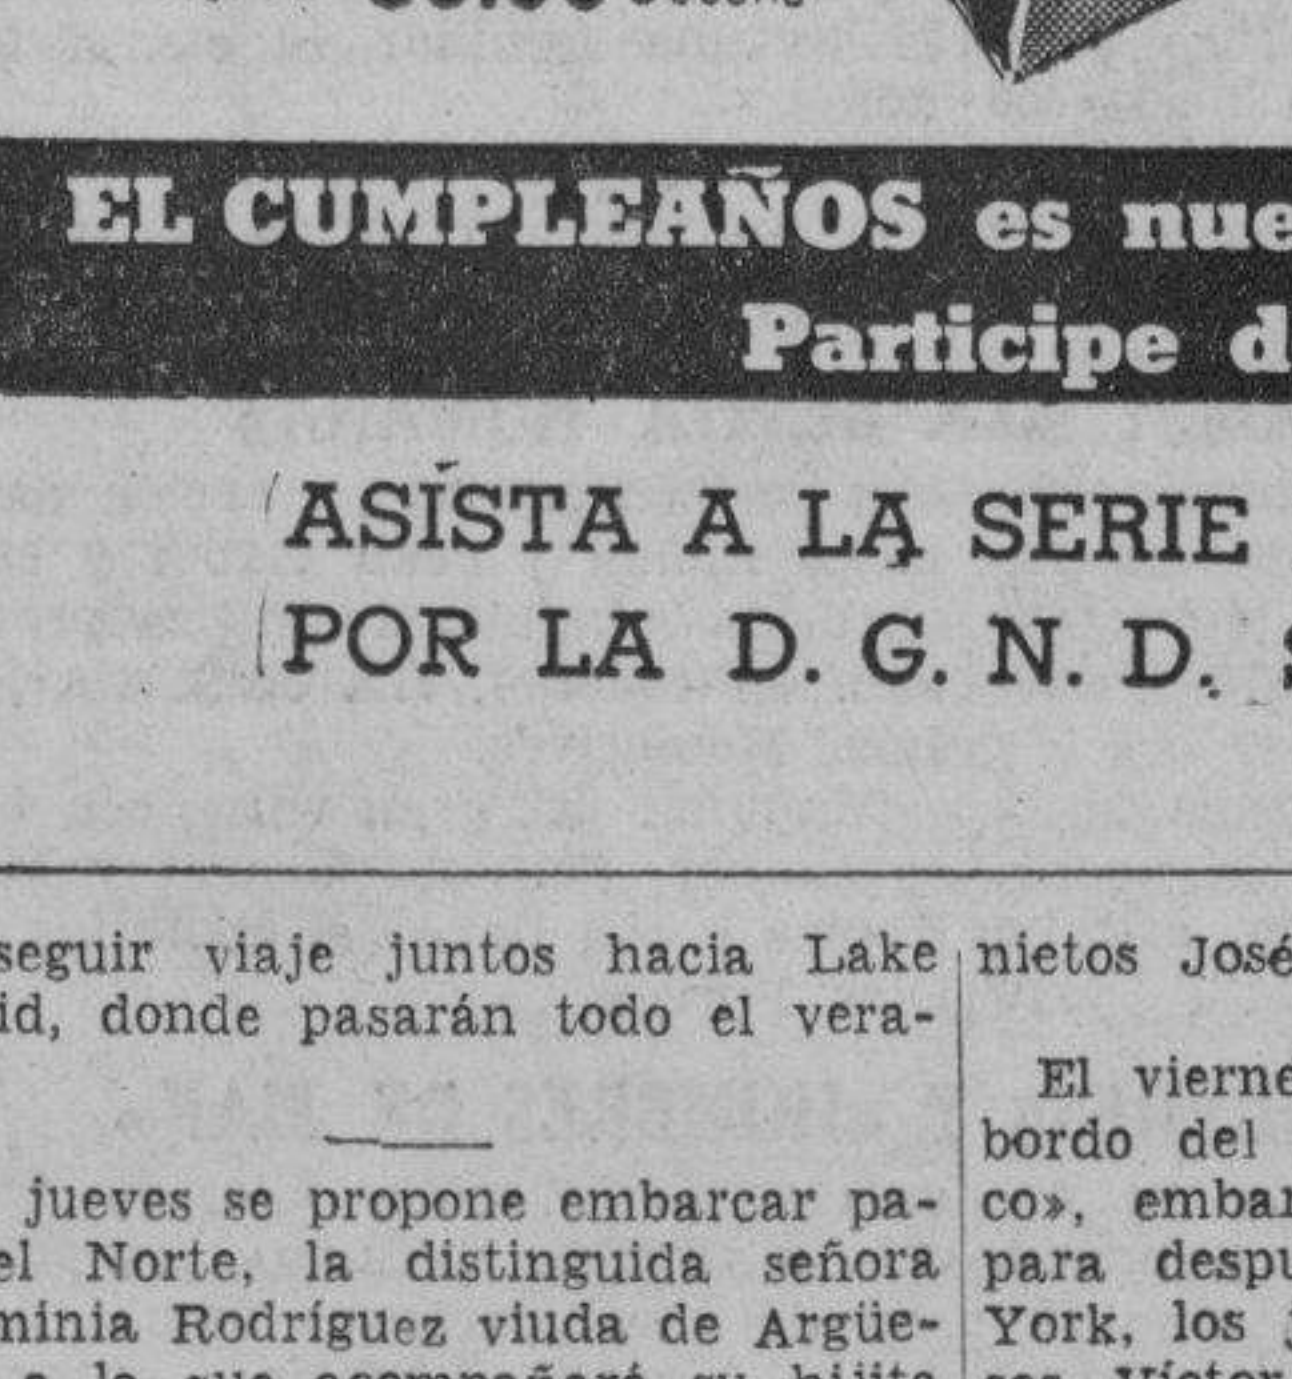 EL CUMPLEAÑOS es nue
Participe d
ASISTA A LA SERIE
POR LA D. G. N. D.
seguir viaje juntos hacia Lake
id, donde pasarán todo el vera-
jueves se propone embarcar pa-
el Norte, la distinguida señora
minia Rodríguez viuda de Argüe-
nietos José
El vierne
bordo del
co», embar
para despu
York, los